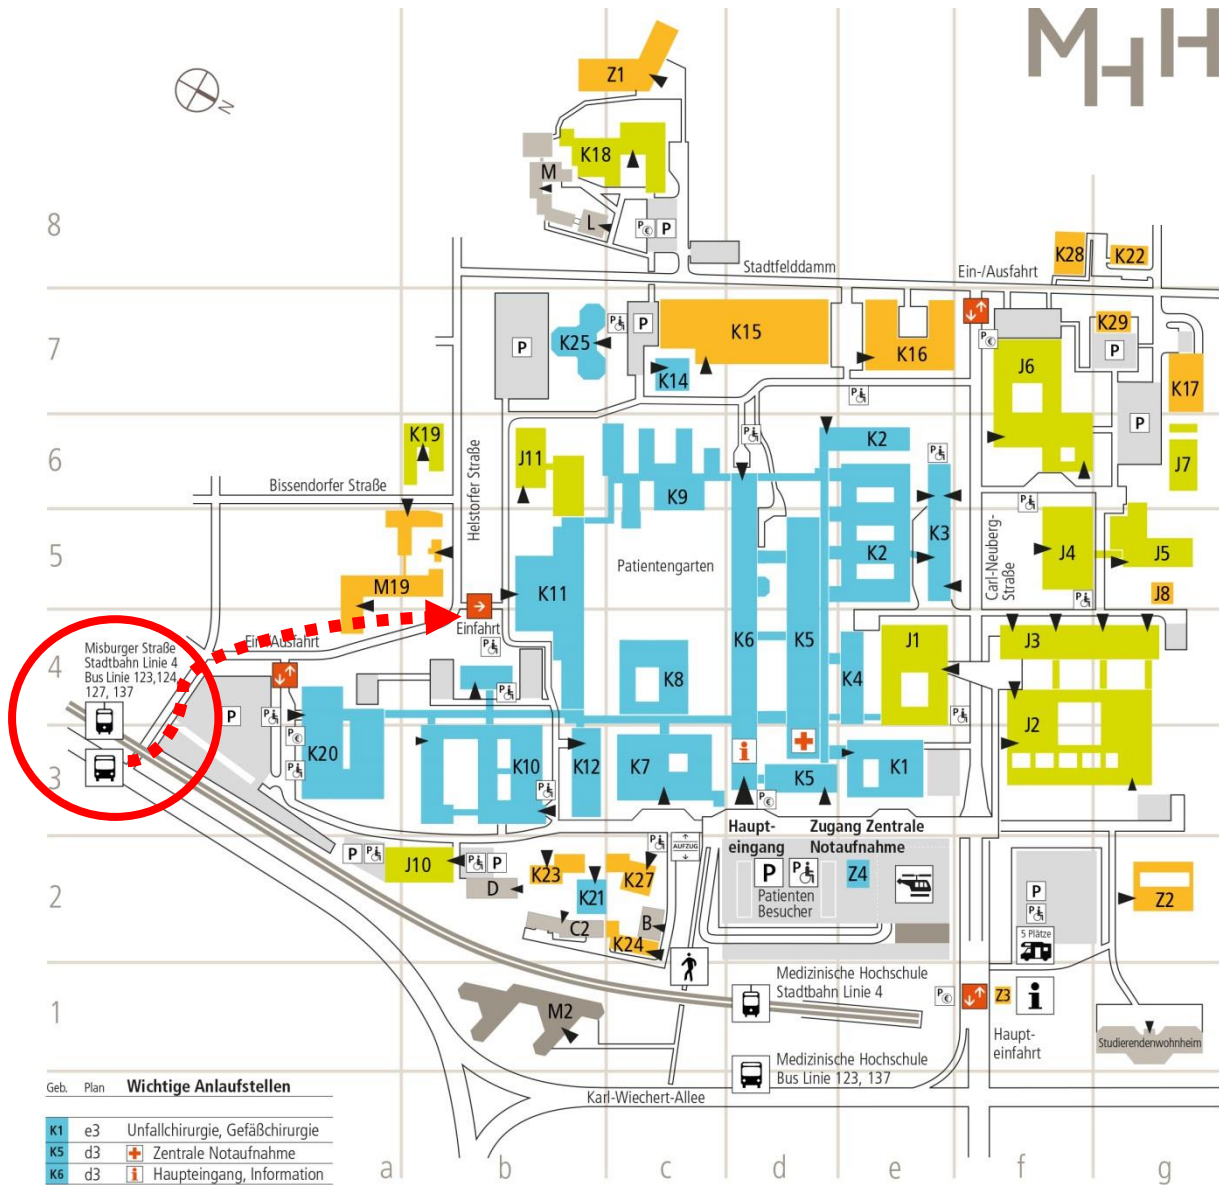 MHH
N
Z1
K18
M
L
P€ P
8
Stadtfelddamm
Ein-/Ausfahrt
K28
K22
7
P
K25
P
P
K15
K14
K16
P€
J6
K29
P
K17
P
6
K19
Bissendorfer Straße
Helstorfer Straße
J11
K9
K2
P
P
P
J7
5
M19
K11
Patientengarten
K2
K3
Carl-Neuberg-
Straße
J4
J5
J8
P
4
Misburger Straße
Stadtbahn Linie 4
Bus Linie 123,124,
127, 137
Ein-/Ausfahrt
Einfahrt
P
K8
K6
K5
K4
J1
J3
P
P
P
P€
P
3
K20
K10
K12
K7
K5
K1
J2
P
P
P€
Haupt-
eingang
Zugang Zentrale
Notaufnahme
AUFZUG
P
P
P
J10
P
P
2
D
K23
K21
K27
C2
B
K24
P
P
Patienten
Besucher
Z4
P
P
5 Plätze
Z2
1
M2
Medizinische Hochschule
Stadtbahn Linie 4
P€
Z3
Haupt-
einfahrt
Studierendenwohnheim
Medizinische Hochschule
Bus Linie 123, 137
Karl-Wiechert-Allee
Geb. Plan Wichtige Anlaufstellen
K1 e3 Unfallchirurgie, Gefäßchirurgie
K5 d3 Zentrale Notaufnahme
K6 d3 i Haupteingang, Information
a b c d e f g